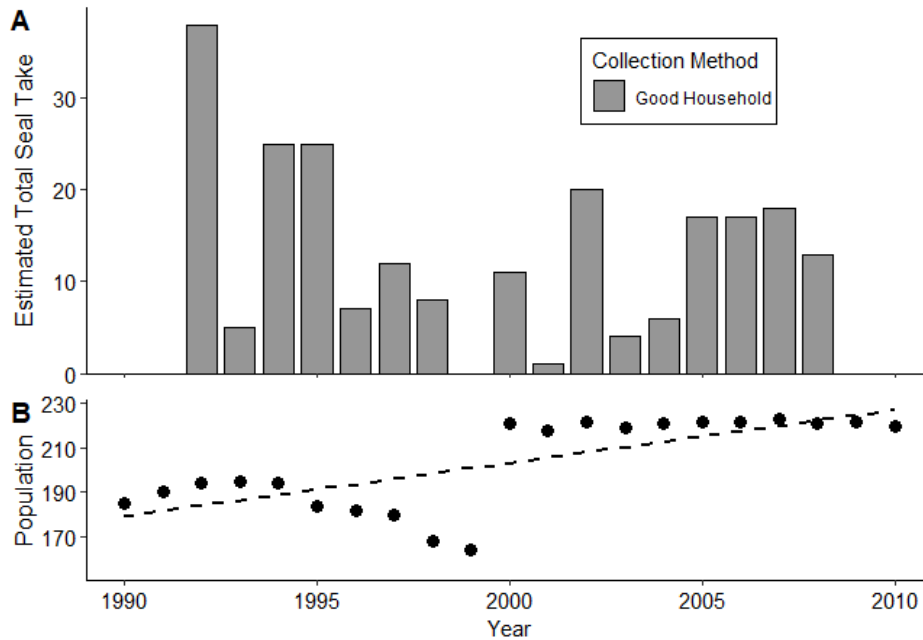 A
Estimated Total Seal Take
30
20
10
0
Collection Method
Good Household
B
Population
230
210
190
170
1990 1995 2000 2005 2010
Year